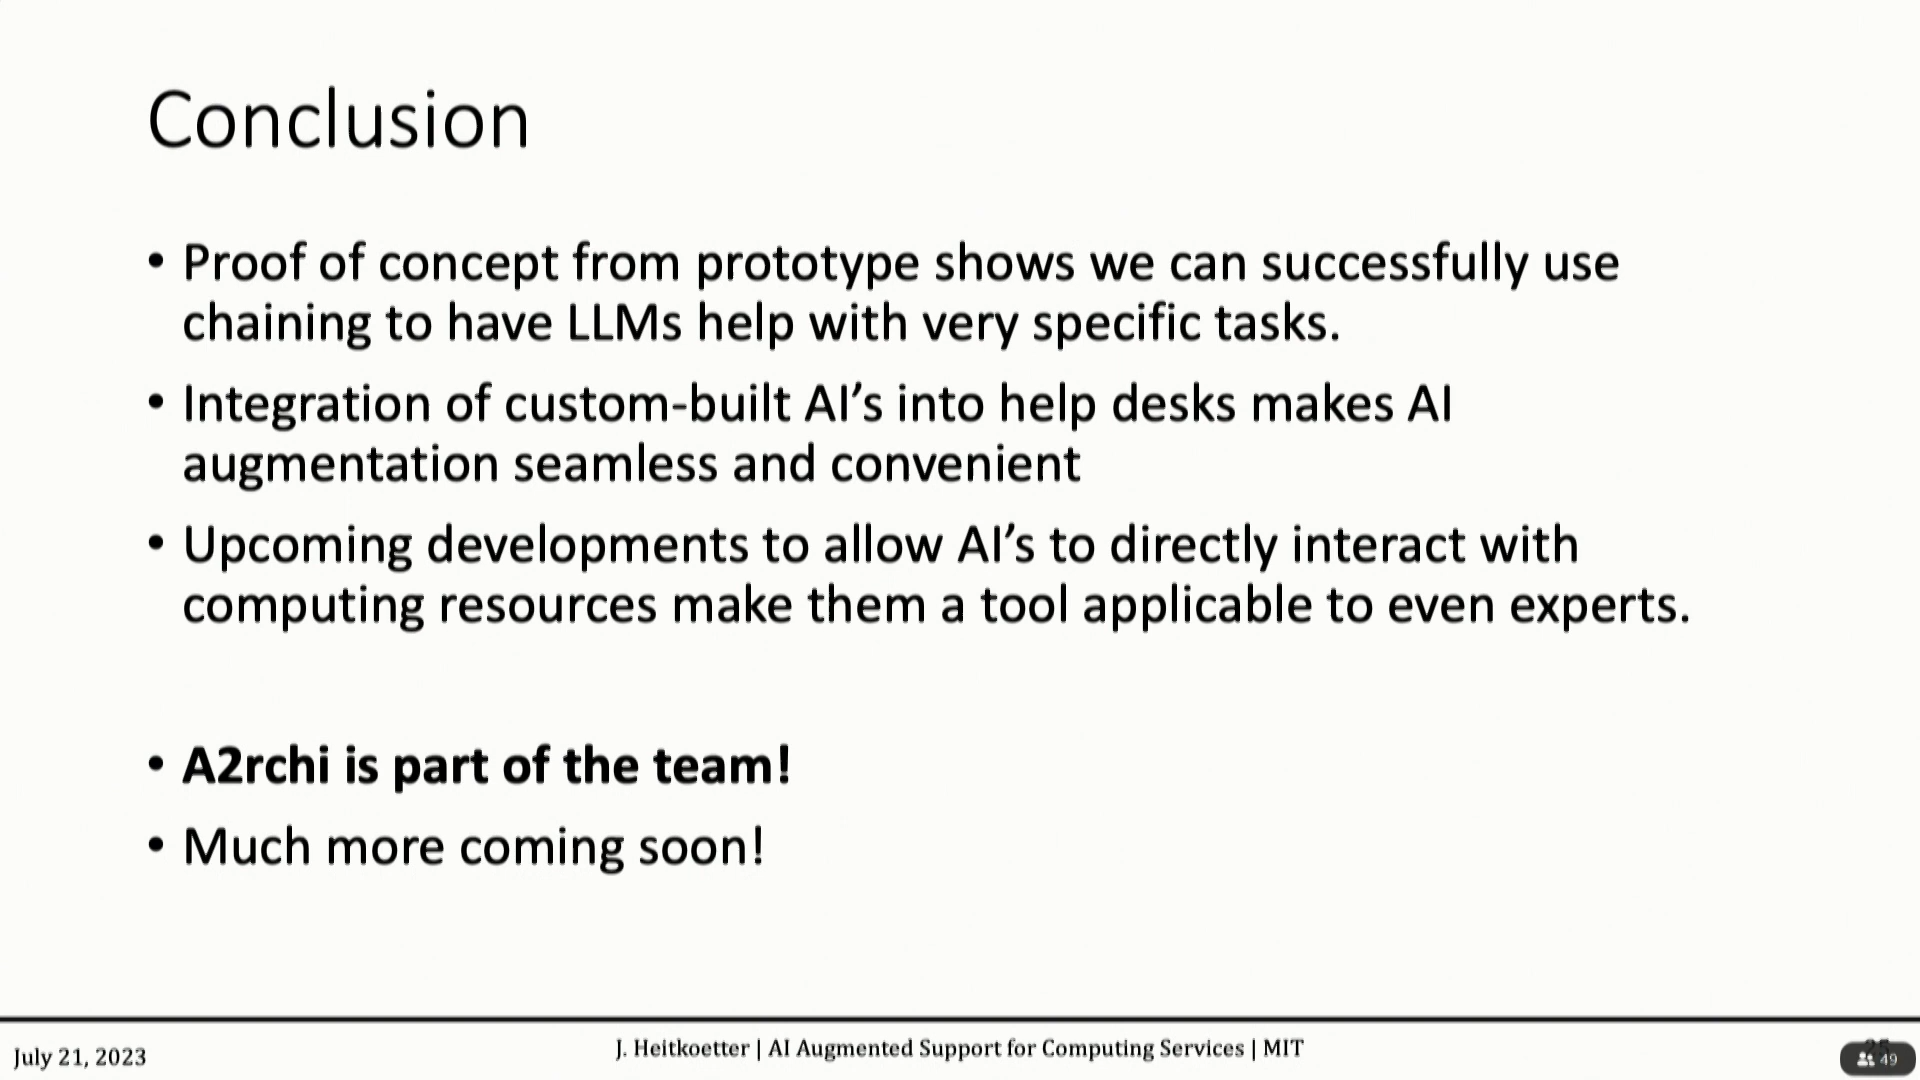 Conclusion
• Proof of concept from prototype shows we can successfully use
chaining to have LLMs help with very specific tasks.
• Integration of custom-built AI’s into help desks makes AI
augmentation seamless and convenient
• Upcoming developments to allow AI’s to directly interact with
computing resources make them a tool applicable to even experts.
• A2rchi is part of the team!
• Much more coming soon!
July 21, 2023
J. Heitkoetter | AI Augmented Support for Computing Services | MIT
49